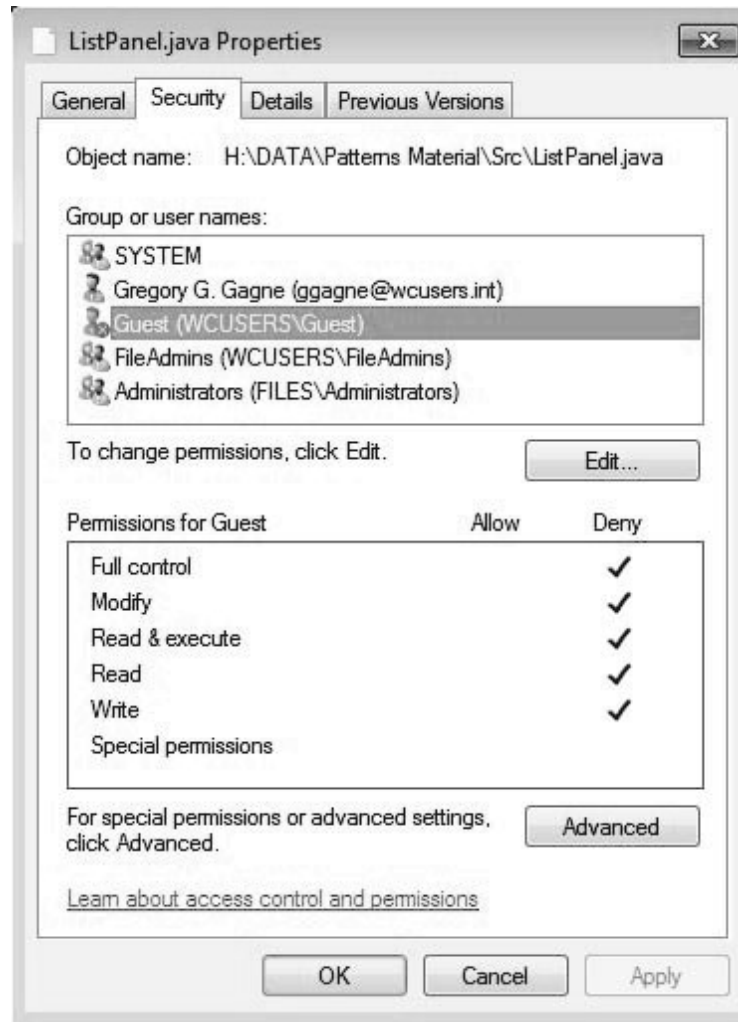 ListPanel.java Properties
General Security Details Previous Versions
Object name: H:\DATA\Patterns Material\Src\ListPanel.java
Group or user names:
SYSTEM
Gregory G. Gagne (ggagne@wcusers.int)
Guest (WCUSERS\Guest)
FileAdmins (WCUSERS\FileAdmins)
Administrators (FILES\Administrators)
To change permissions, click Edit. Edit...
Permissions for Guest Allow Deny
Full control
Modify
Read & execute
Read
Write
Special permissions
For special permissions or advanced settings, click Advanced. Advanced
Learn about access control and permissions
OK Cancel Apply